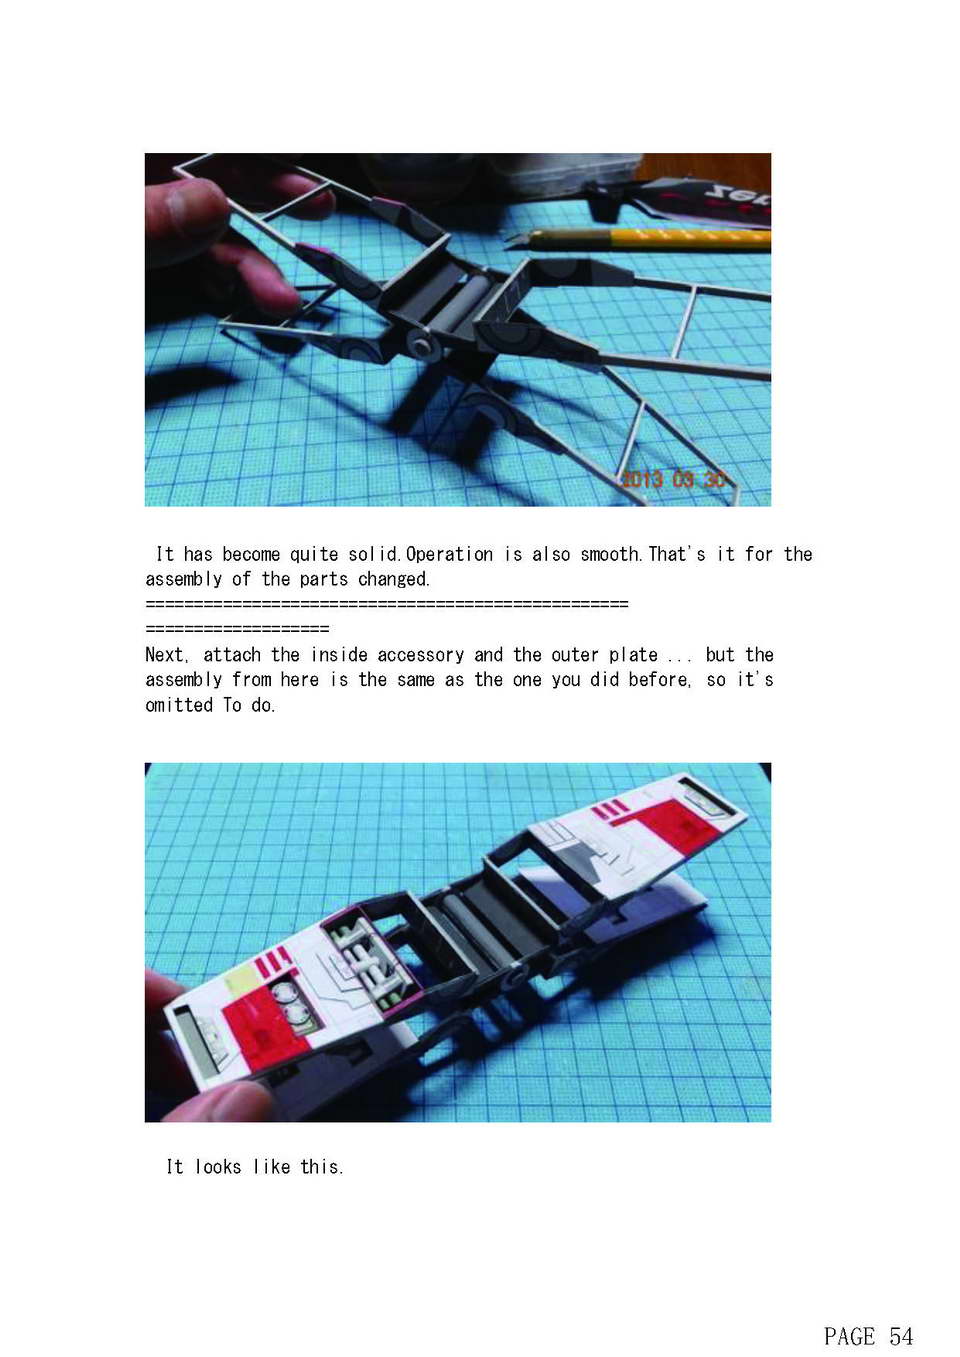 2013 03 30
It has become quite solid.Operation is also smooth.That's it for the
assembly of the parts changed.
==================================================
===================
Next, attach the inside accessory and the outer plate ... but the
assembly from here is the same as the one you did before, so it's
omitted To do.
It looks like this.
PAGE 54